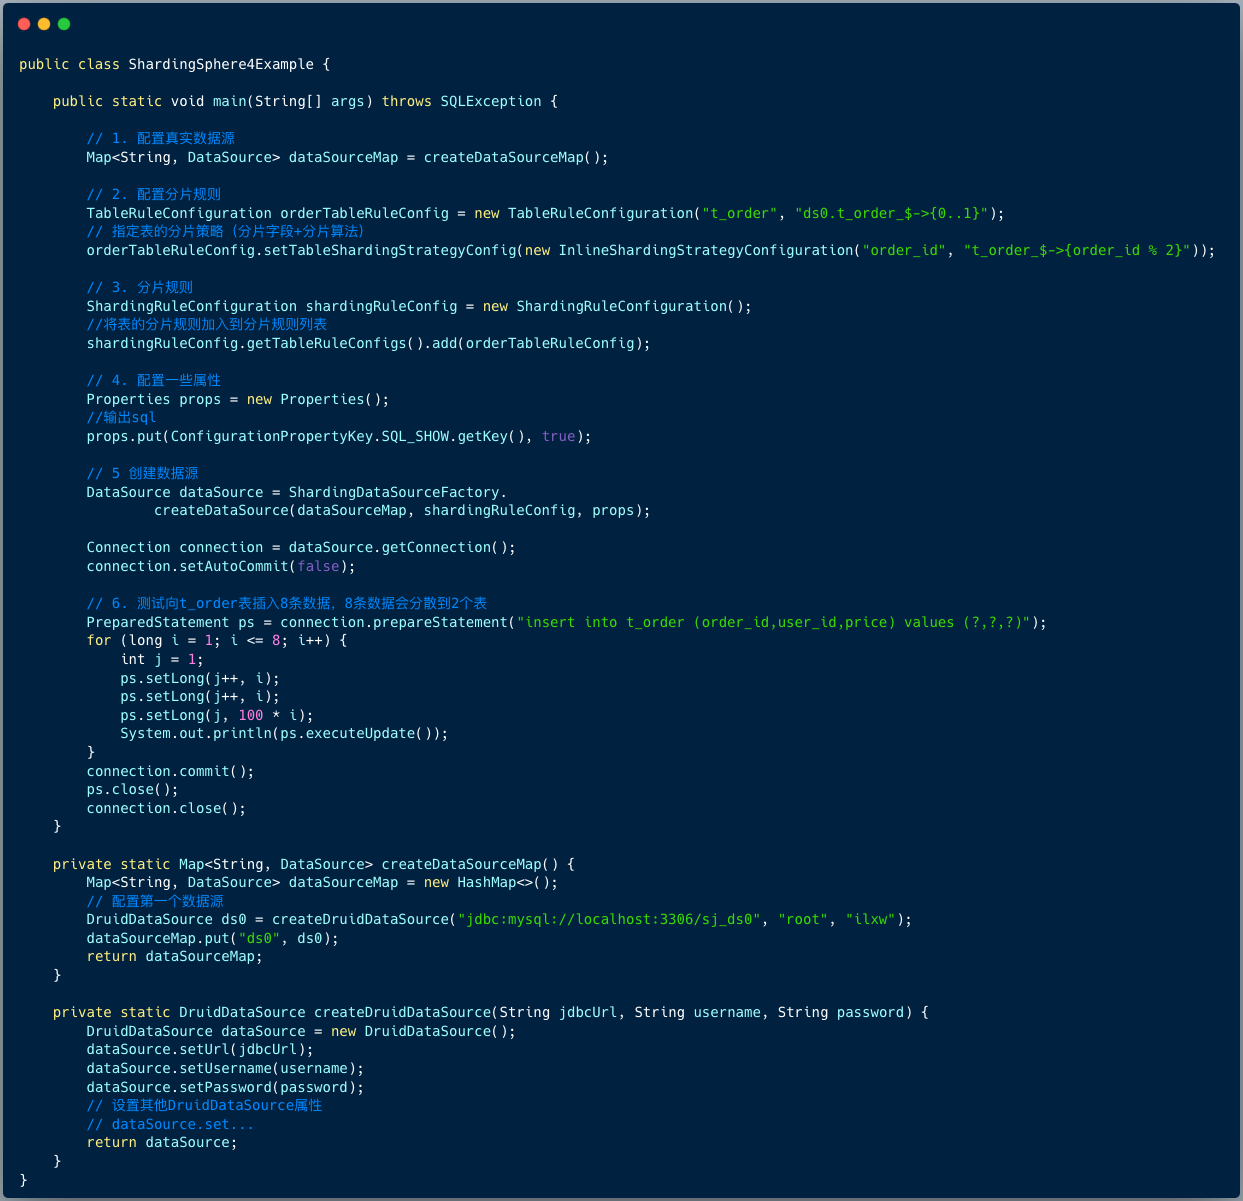 public class ShardingSphere4Example {
public static void main(String[] args) throws SQLException {
// 1. 配置真实数据源
Map<String, DataSource> dataSourceMap = createDataSourceMap();
// 2. 配置分片规则
TableRuleConfiguration orderTableRuleConfig = new TableRuleConfiguration("t_order", "ds0.t_order_$->{0..1}");
// 指定表的分片策略（分片字段+分片算法）
orderTableRuleConfig.setTableShardingStrategyConfig(new InlineShardingStrategyConfiguration("order_id", "t_order_$->{order_id % 2}"));
// 3. 分片规则
ShardingRuleConfiguration shardingRuleConfig = new ShardingRuleConfiguration();
//将表的分片规则加入到分片规则列表
shardingRuleConfig.getTableRuleConfigs().add(orderTableRuleConfig);
// 4. 配置一些属性
Properties props = new Properties();
//输出sql
props.put(ConfigurationPropertyKey.SQL_SHOW.getKey(), true);
// 5 创建数据源
DataSource dataSource = ShardingDataSourceFactory.
createDataSource(dataSourceMap, shardingRuleConfig, props);
Connection connection = dataSource.getConnection();
connection.setAutoCommit(false);
// 6. 测试向t_order表插入8条数据，8条数据会分散到2个表
PreparedStatement ps = connection.prepareStatement("insert into t_order (order_id,user_id,price) values (?,?,?)");
for (long i = 1; i <= 8; i++) {
int j = 1;
ps.setLong(j++, i);
ps.setLong(j++, i);
ps.setLong(j, 100 * i);
System.out.println(ps.executeUpdate());
}
connection.commit();
ps.close();
connection.close();
}
private static Map<String, DataSource> createDataSourceMap() {
Map<String, DataSource> dataSourceMap = new HashMap<>();
// 配置第一个数据源
DruidDataSource ds0 = createDruidDataSource("jdbc:mysql://localhost:3306/sj_ds0", "root", "ilxw");
dataSourceMap.put("ds0", ds0);
return dataSourceMap;
}
private static DruidDataSource createDruidDataSource(String jdbcUrl, String username, String password) {
DruidDataSource dataSource = new DruidDataSource();
dataSource.setUrl(jdbcUrl);
dataSource.setUsername(username);
dataSource.setPassword(password);
// 设置其他DruidDataSource属性
// dataSource.set...
return dataSource;
}
}